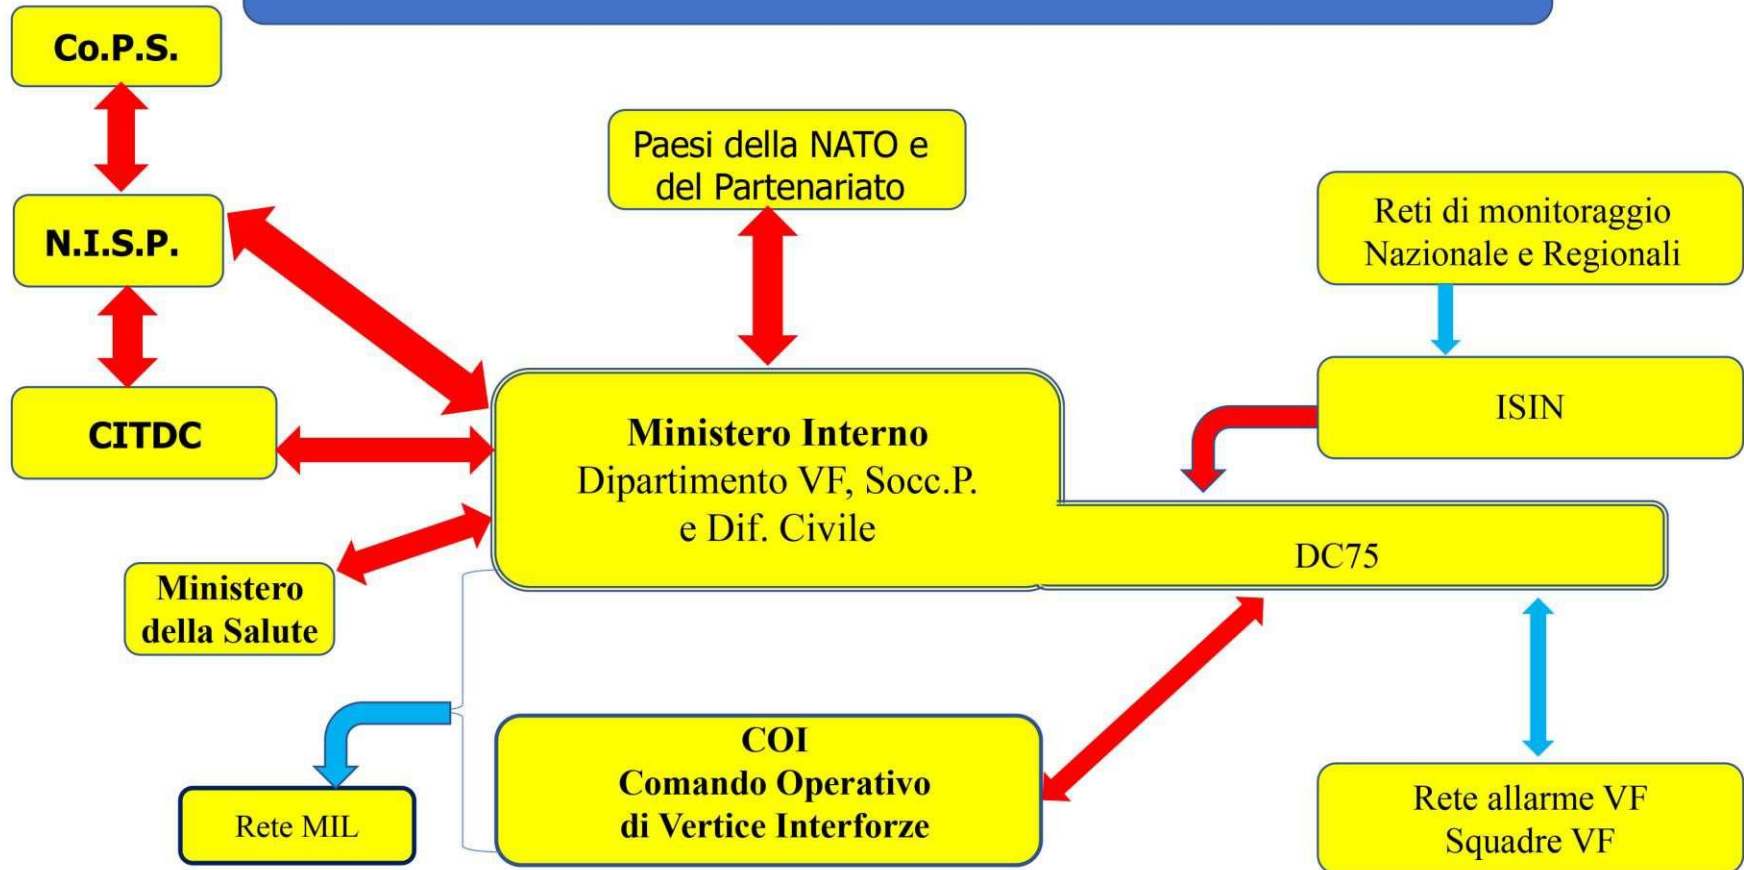 Co.P.S.
Paesi della NATO e
del Partenariato
N.I.S.P.
Reti di monitoraggio
Nazionale e Regionali
CITDC
ISIN
Ministero Interno
Dipartimento VF, Socc.P.
e Dif. Civile
DC75
Ministero
della Salute
COI
Comando Operativo
di Vertice Interforze
Rete MIL
Rete allarme VF
Squadre VF